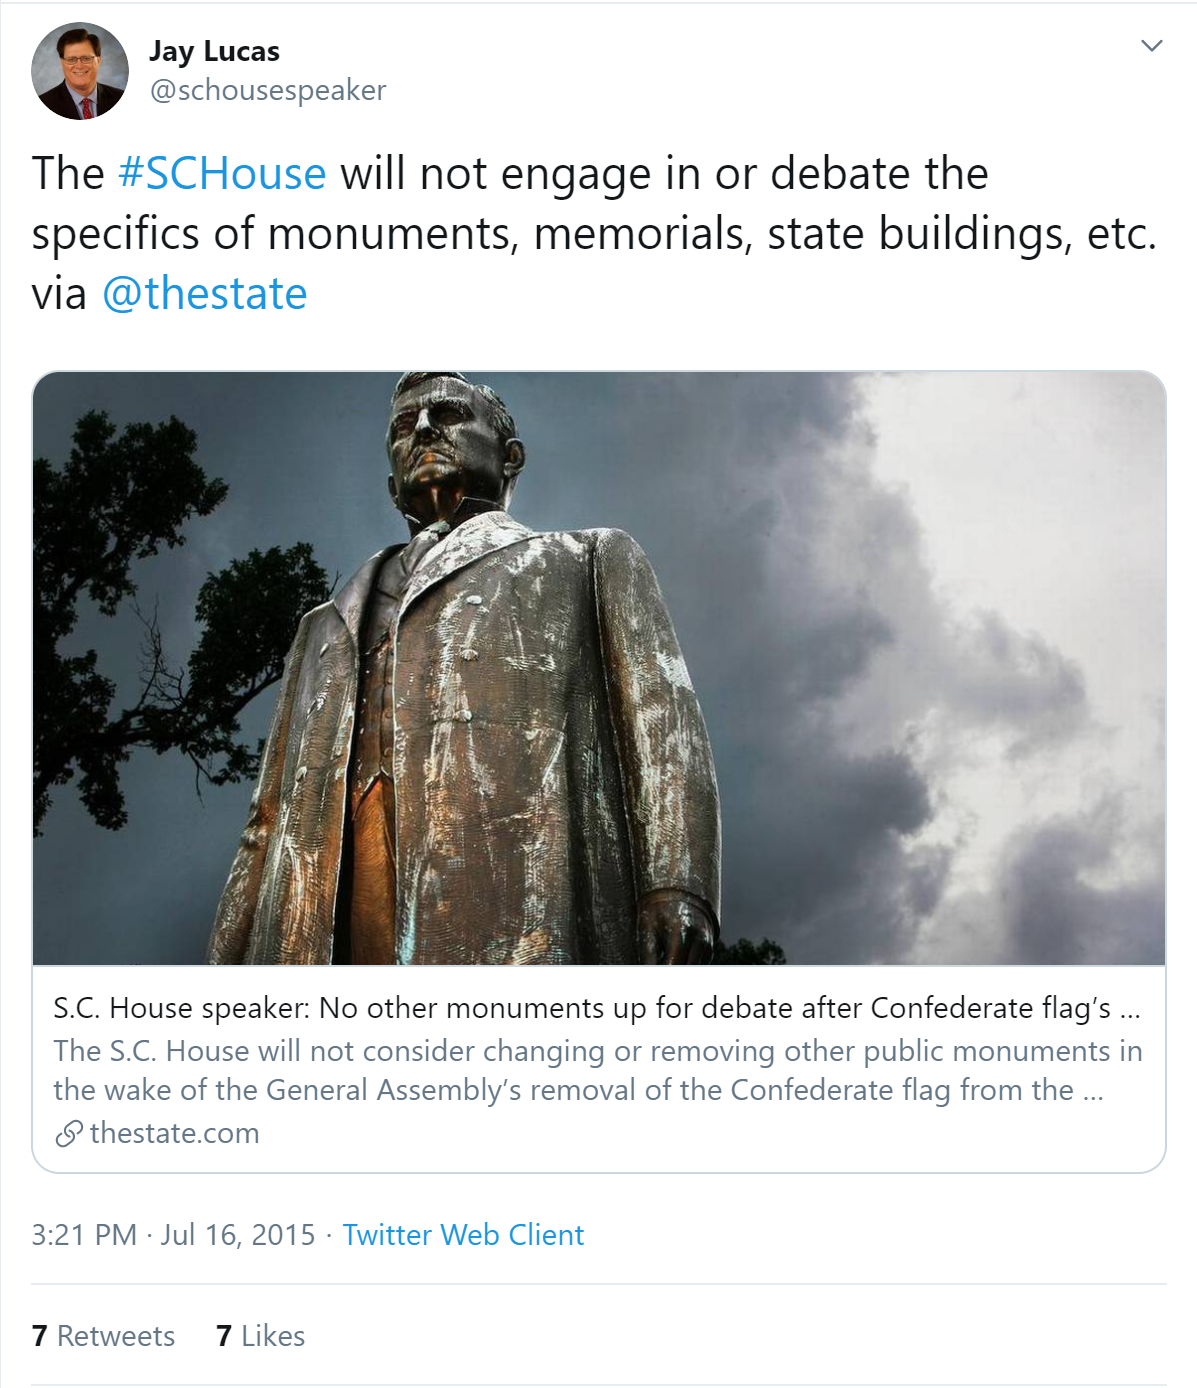 Jay Lucas
@schousespeaker
The #SCHouse will not engage in or debate the
specifics of monuments, memorials, state buildings, etc.
via @thestate
S.C. House speaker: No other monuments up for debate after Confederate flag’s ...
The S.C. House will not consider changing or removing other public monuments in
the wake of the General Assembly’s removal of the Confederate flag from the ...
thestate.com
3:21 PM · Jul 16, 2015 · Twitter Web Client
7 Retweets 7 Likes